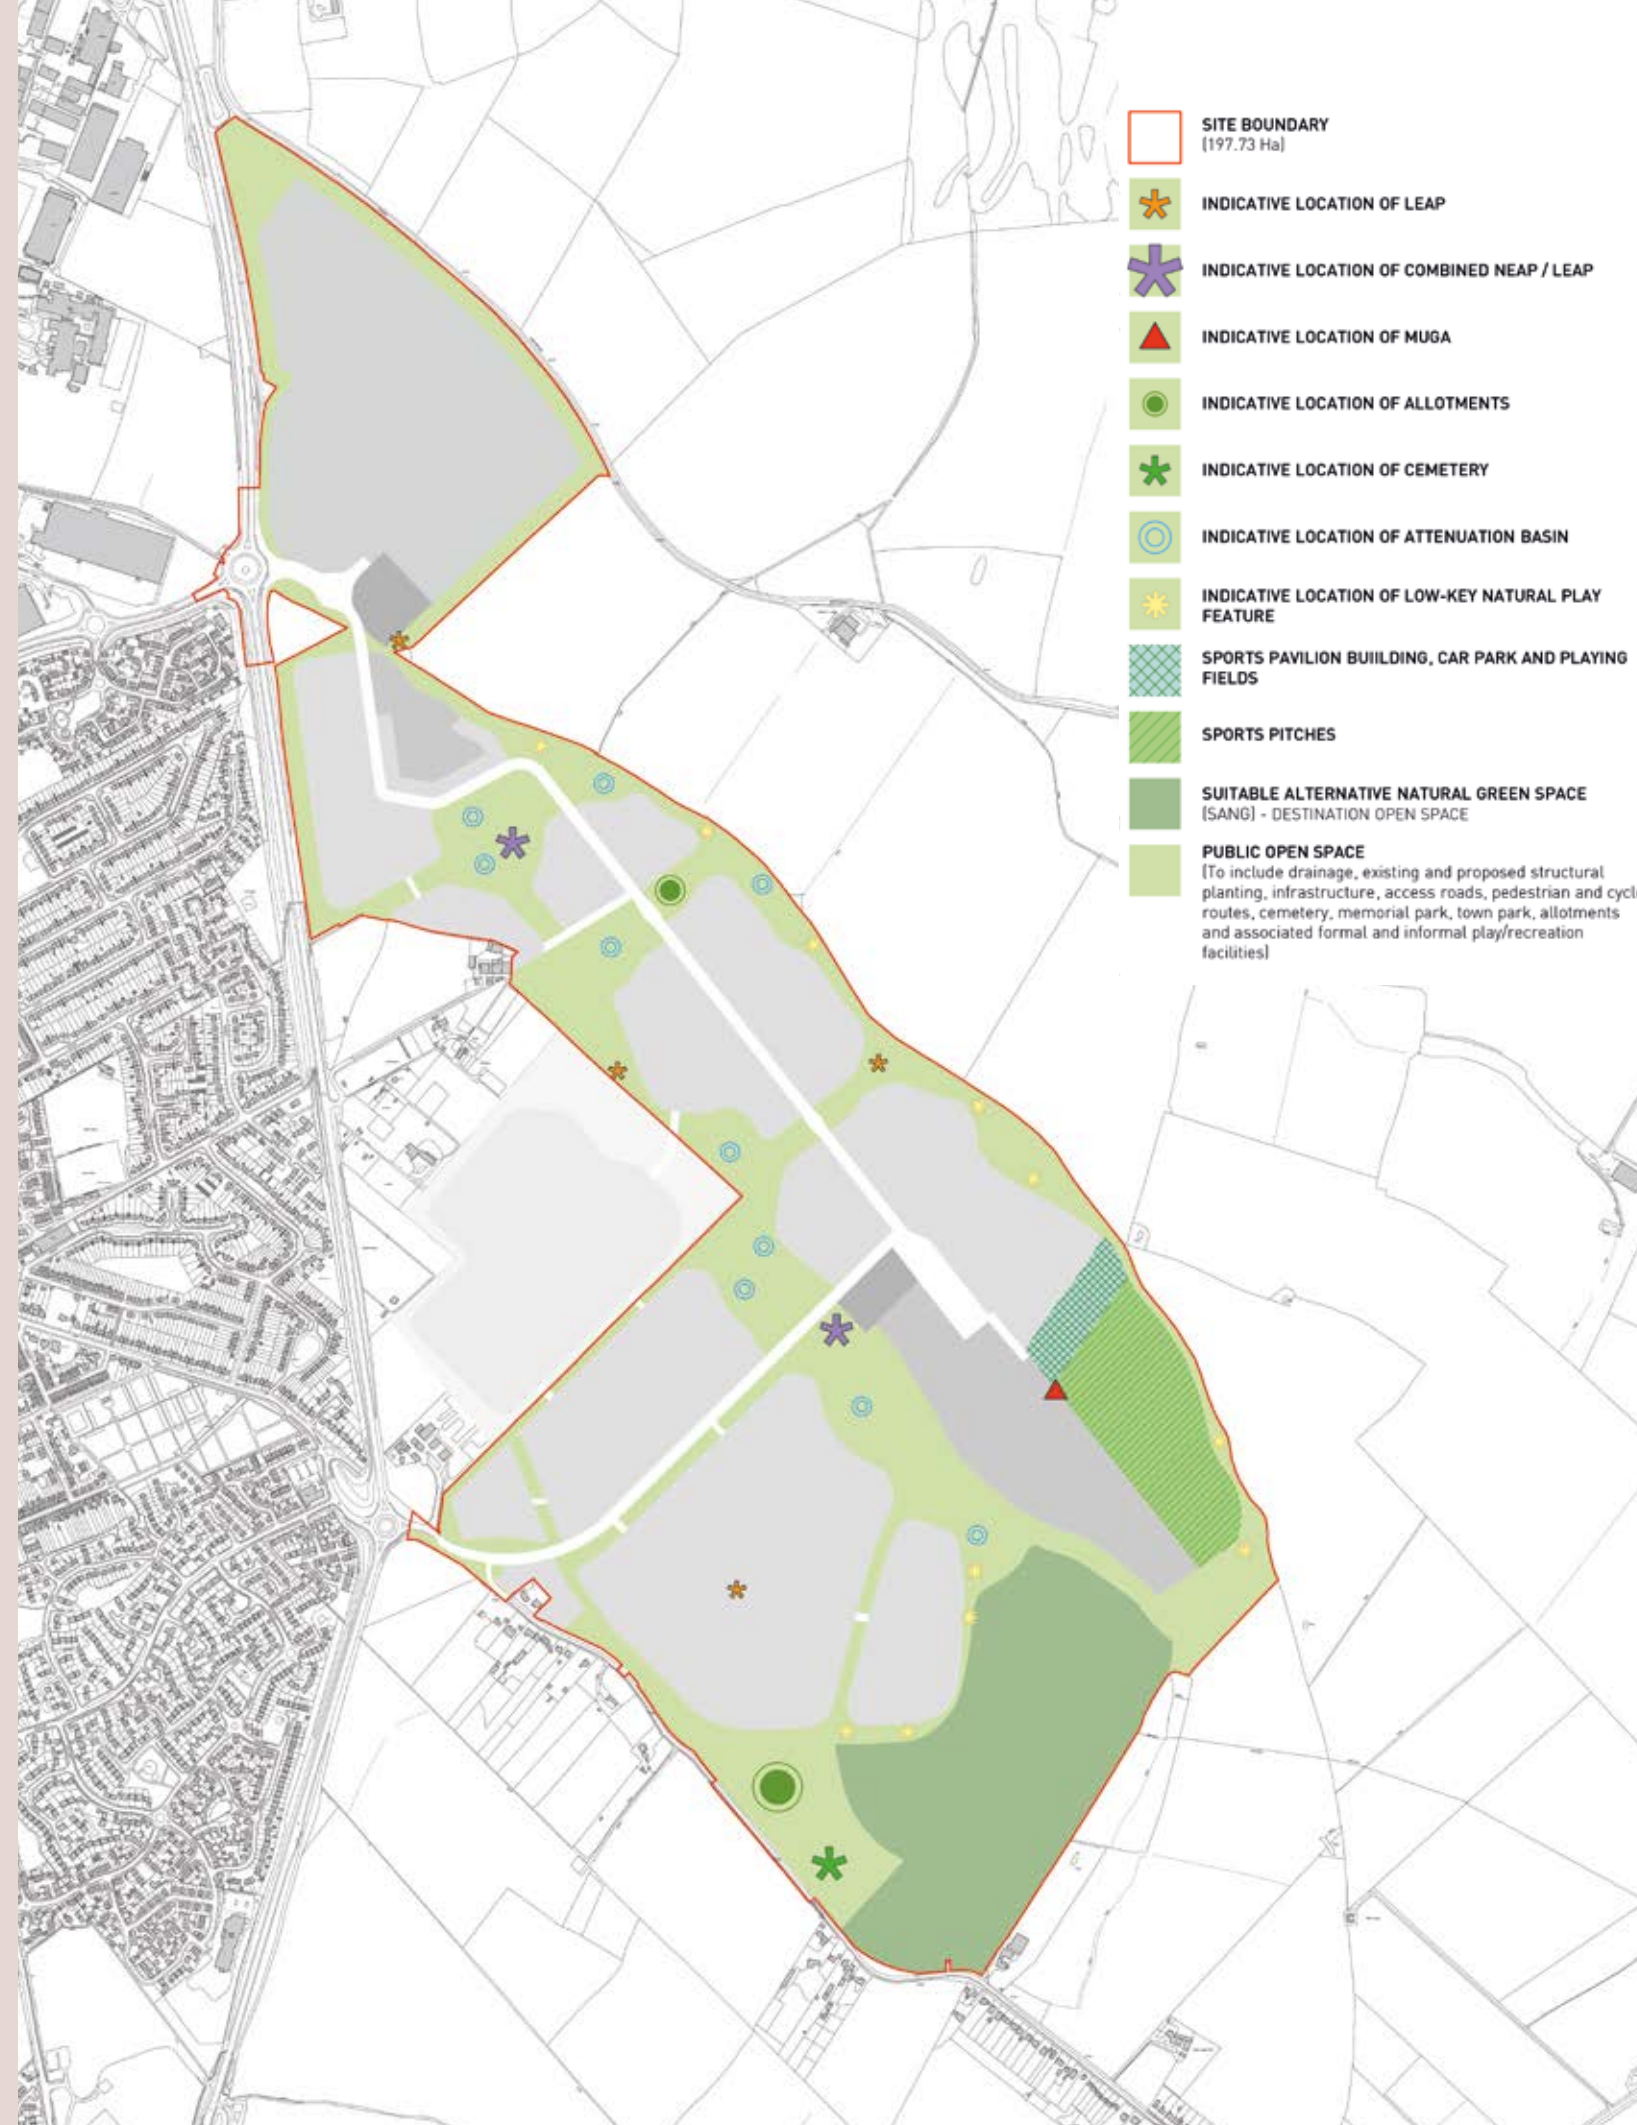 SITE BOUNDARY
(197.73 Ha)
INDICATIVE LOCATION OF LEAP
INDICATIVE LOCATION OF COMBINED NEAP / LEAP
INDICATIVE LOCATION OF MUGA
INDICATIVE LOCATION OF ALLOTMENTS
INDICATIVE LOCATION OF CEMETERY
INDICATIVE LOCATION OF ATTENUATION BASIN
INDICATIVE LOCATION OF LOW-KEY NATURAL PLAY
FEATURE
SPORTS PAVILION BUIILDING, CAR PARK AND PLAYING
FIELDS
SPORTS PITCHES
SUITABLE ALTERNATIVE NATURAL GREEN SPACE
(SANG) - DESTINATION OPEN SPACE
PUBLIC OPEN SPACE
(To include drainage, existing and proposed structural
planting, infrastructure, access roads, pedestrian and cycl
routes, cemetery, memorial park, town park, allotments
and associated formal and informal play/recreation
facilities)